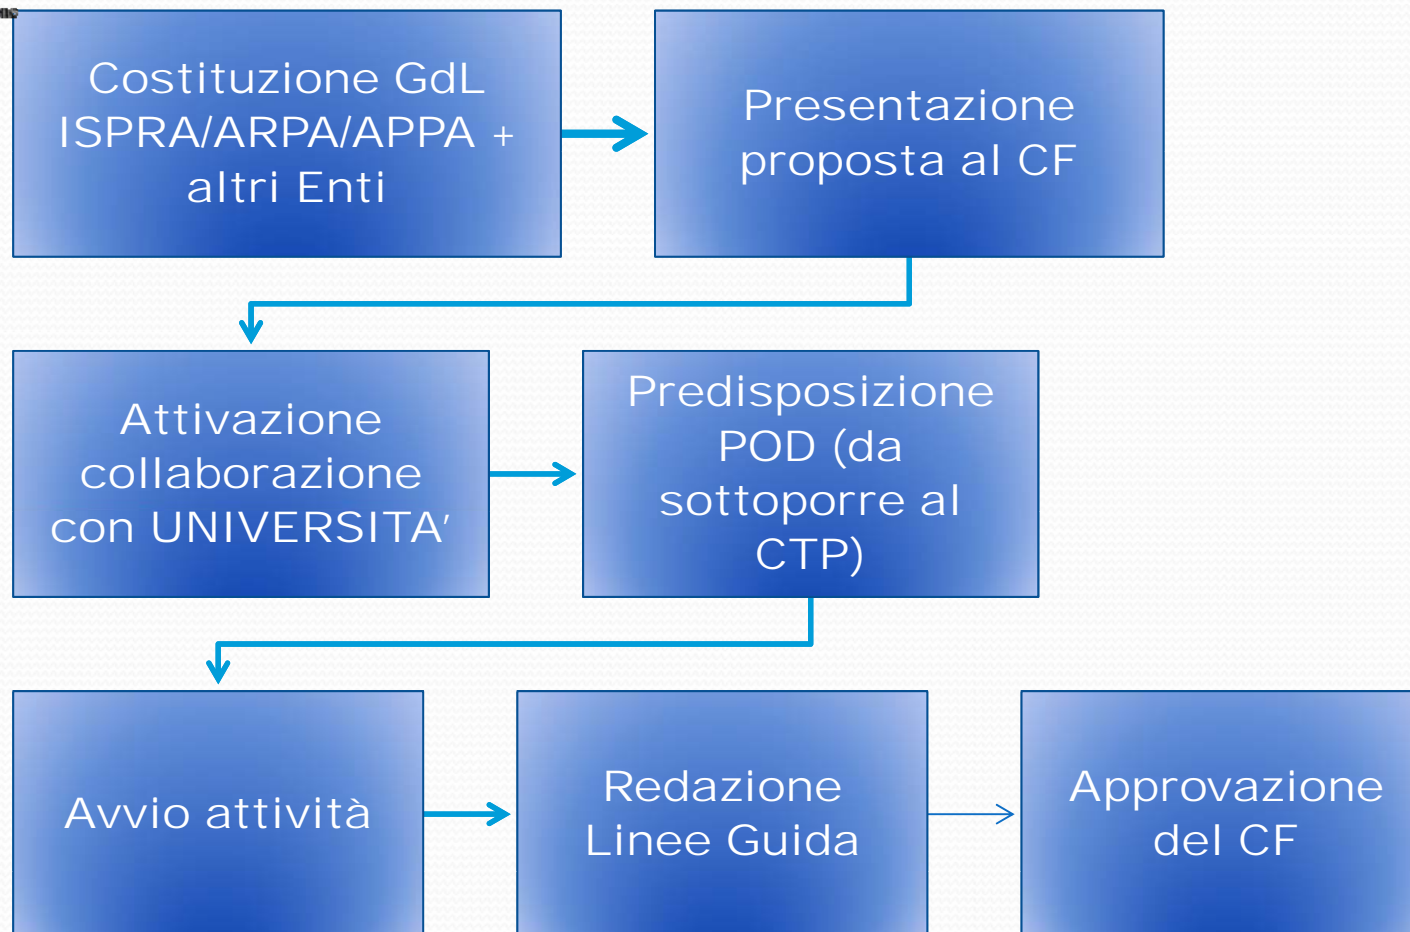 Costituzione GdL
ISPRA/ARPA/APPA +
altri Enti
Presentazione
proposta al CF
Attivazione
collaborazione
con UNIVERSITA’
Predisposizione
POD (da
sottoporre al
CTP)
Avvio attività
Redazione
Linee Guida
Approvazione
del CF